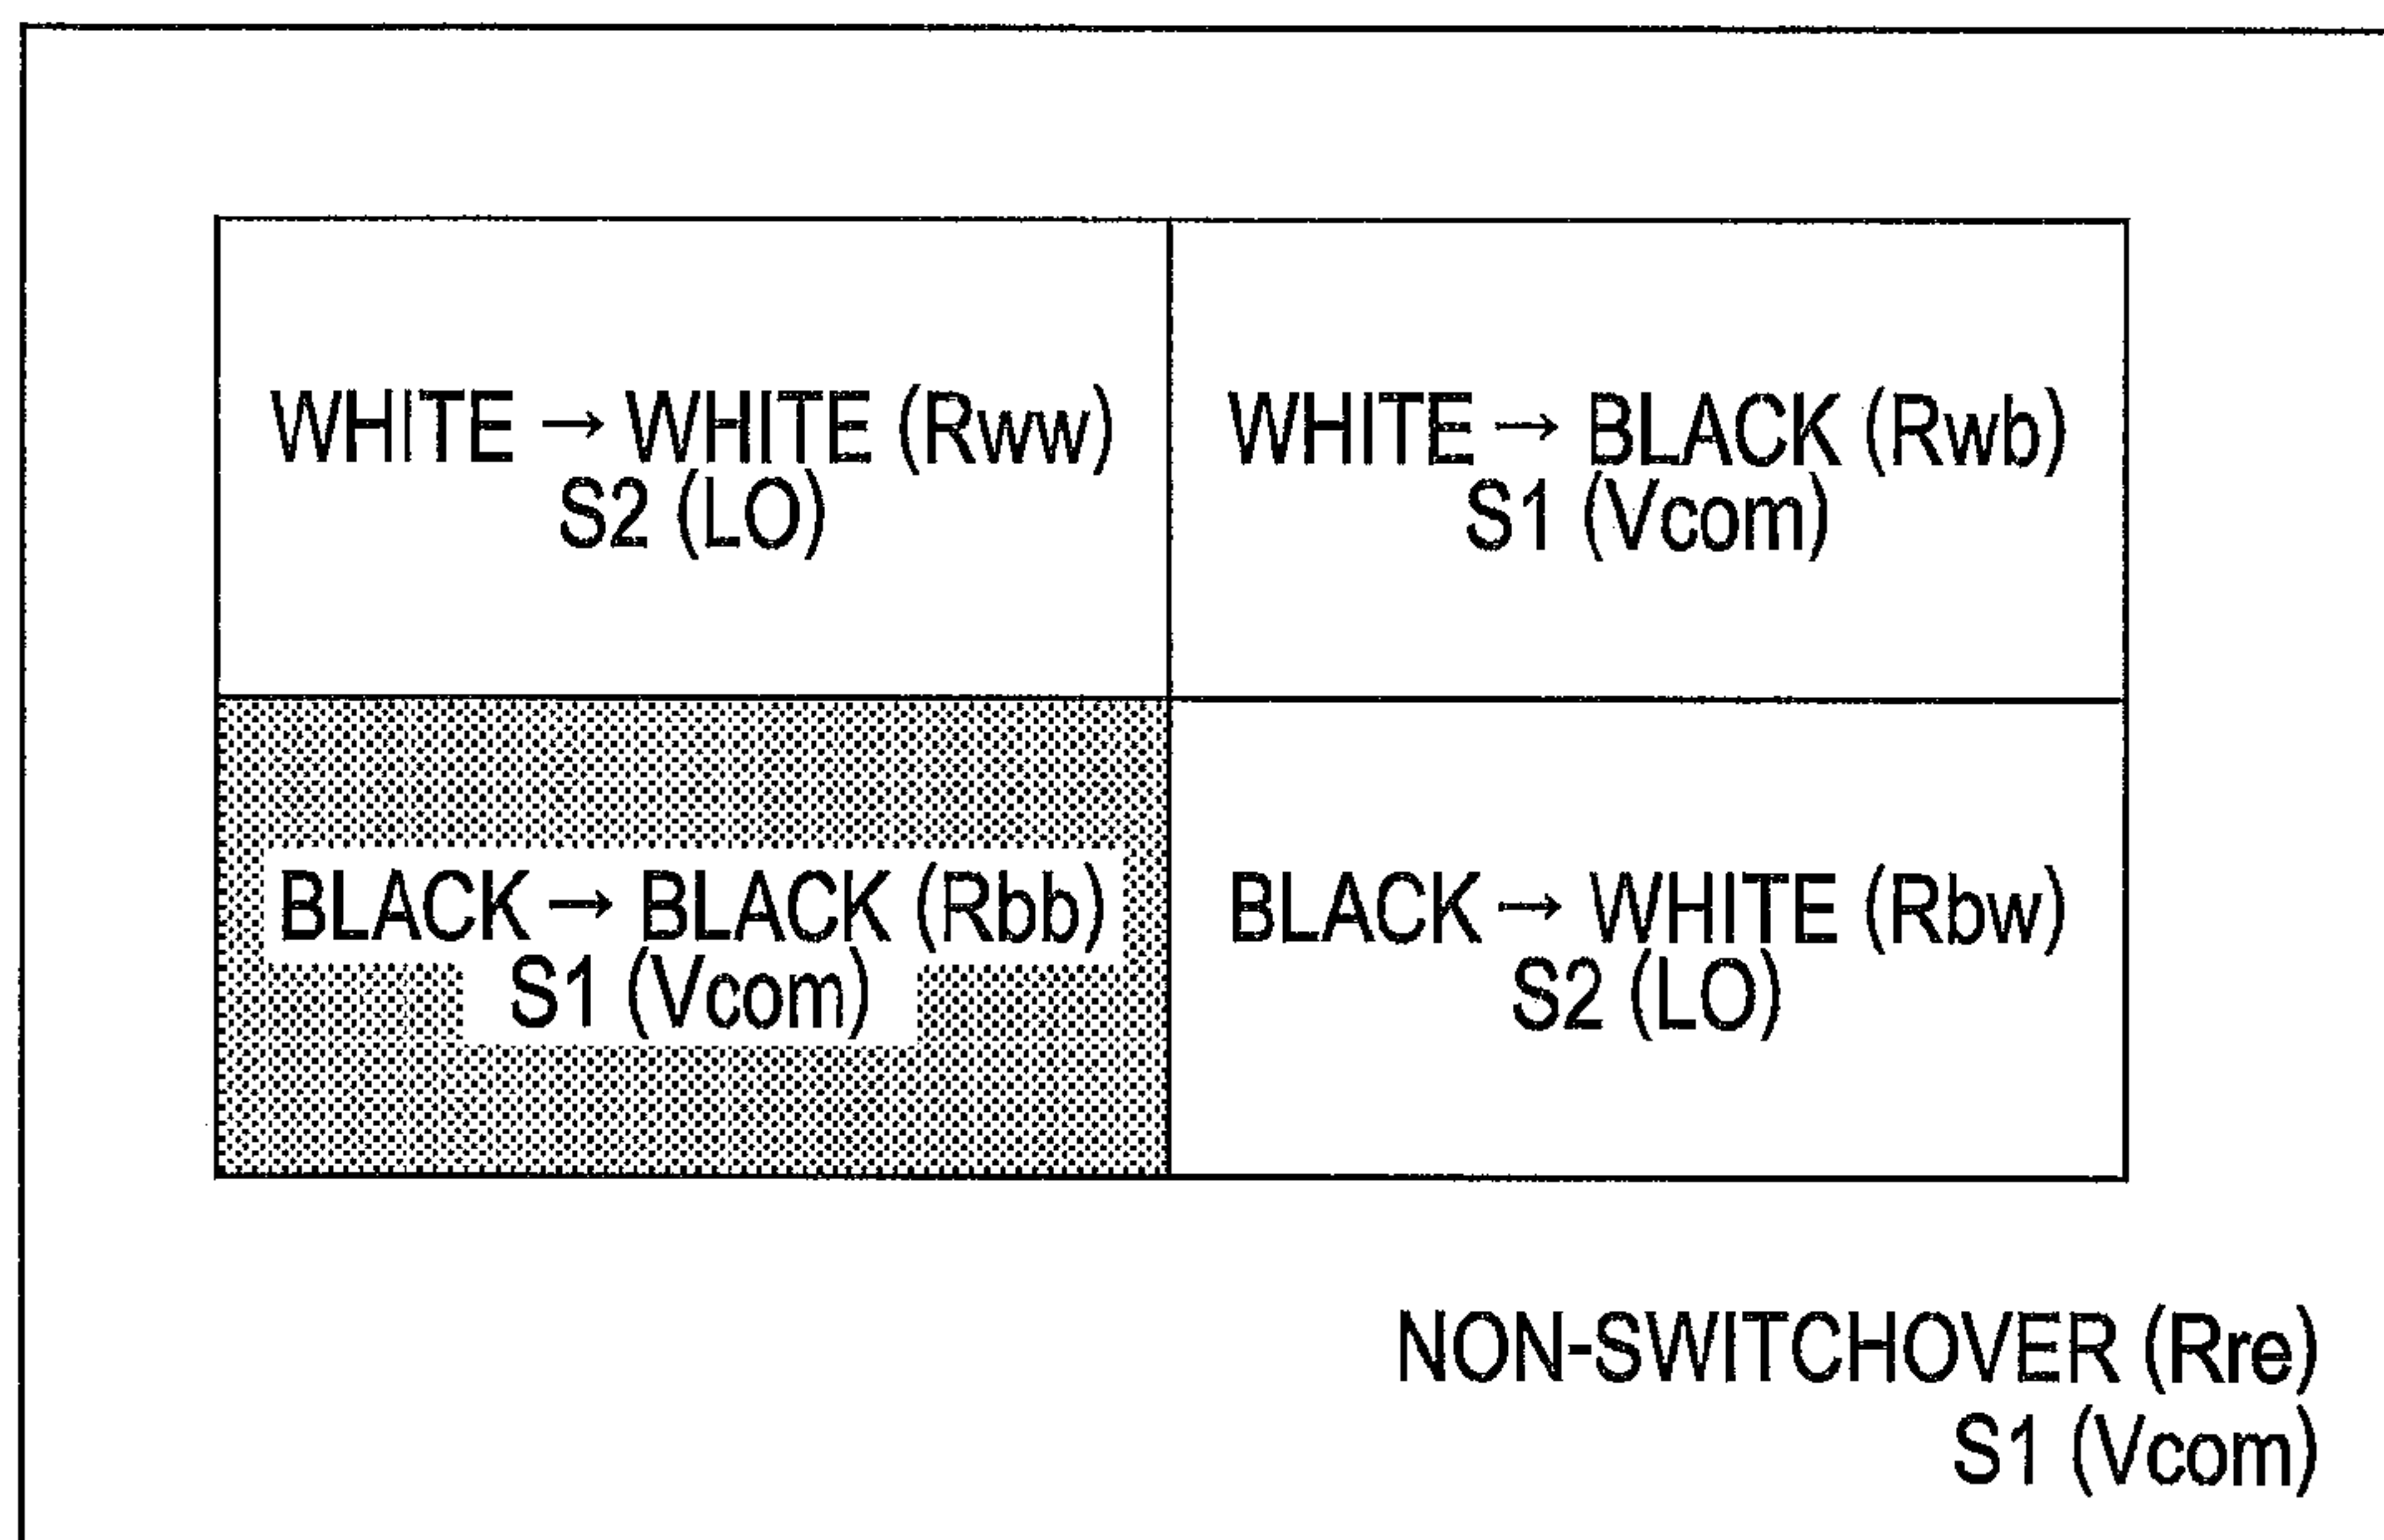 WHITE → WHITE (Rww)
S2 (LO)
WHITE → BLACK (Rwb)
S1 (Vcom)
BLACK → BLACK (Rbb)
S1 (Vcom)
BLACK → WHITE (Rbw)
S2 (LO)
NON-SWITCHOVER (Rre)
S1 (Vcom)